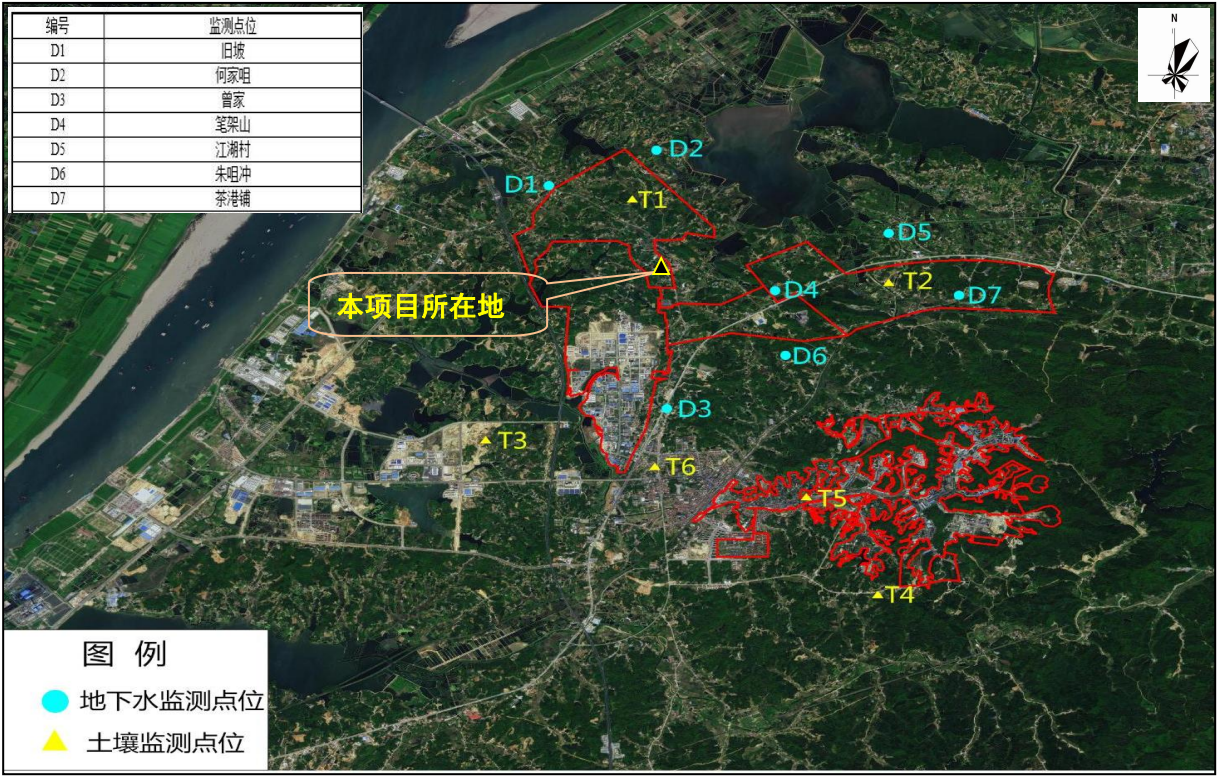 编号 监测点位
D1 旧坡
D2 何家咀
D3 曾家
D4 笔架山
D5 江湖村
D6 朱咀冲
D7 茶港铺
N
D2
D1
T1
D5
T2
D4
D7
本项目所在地
D6
D3
T3
T6
T5
T4
图 例
地下水监测点位
土壤监测点位